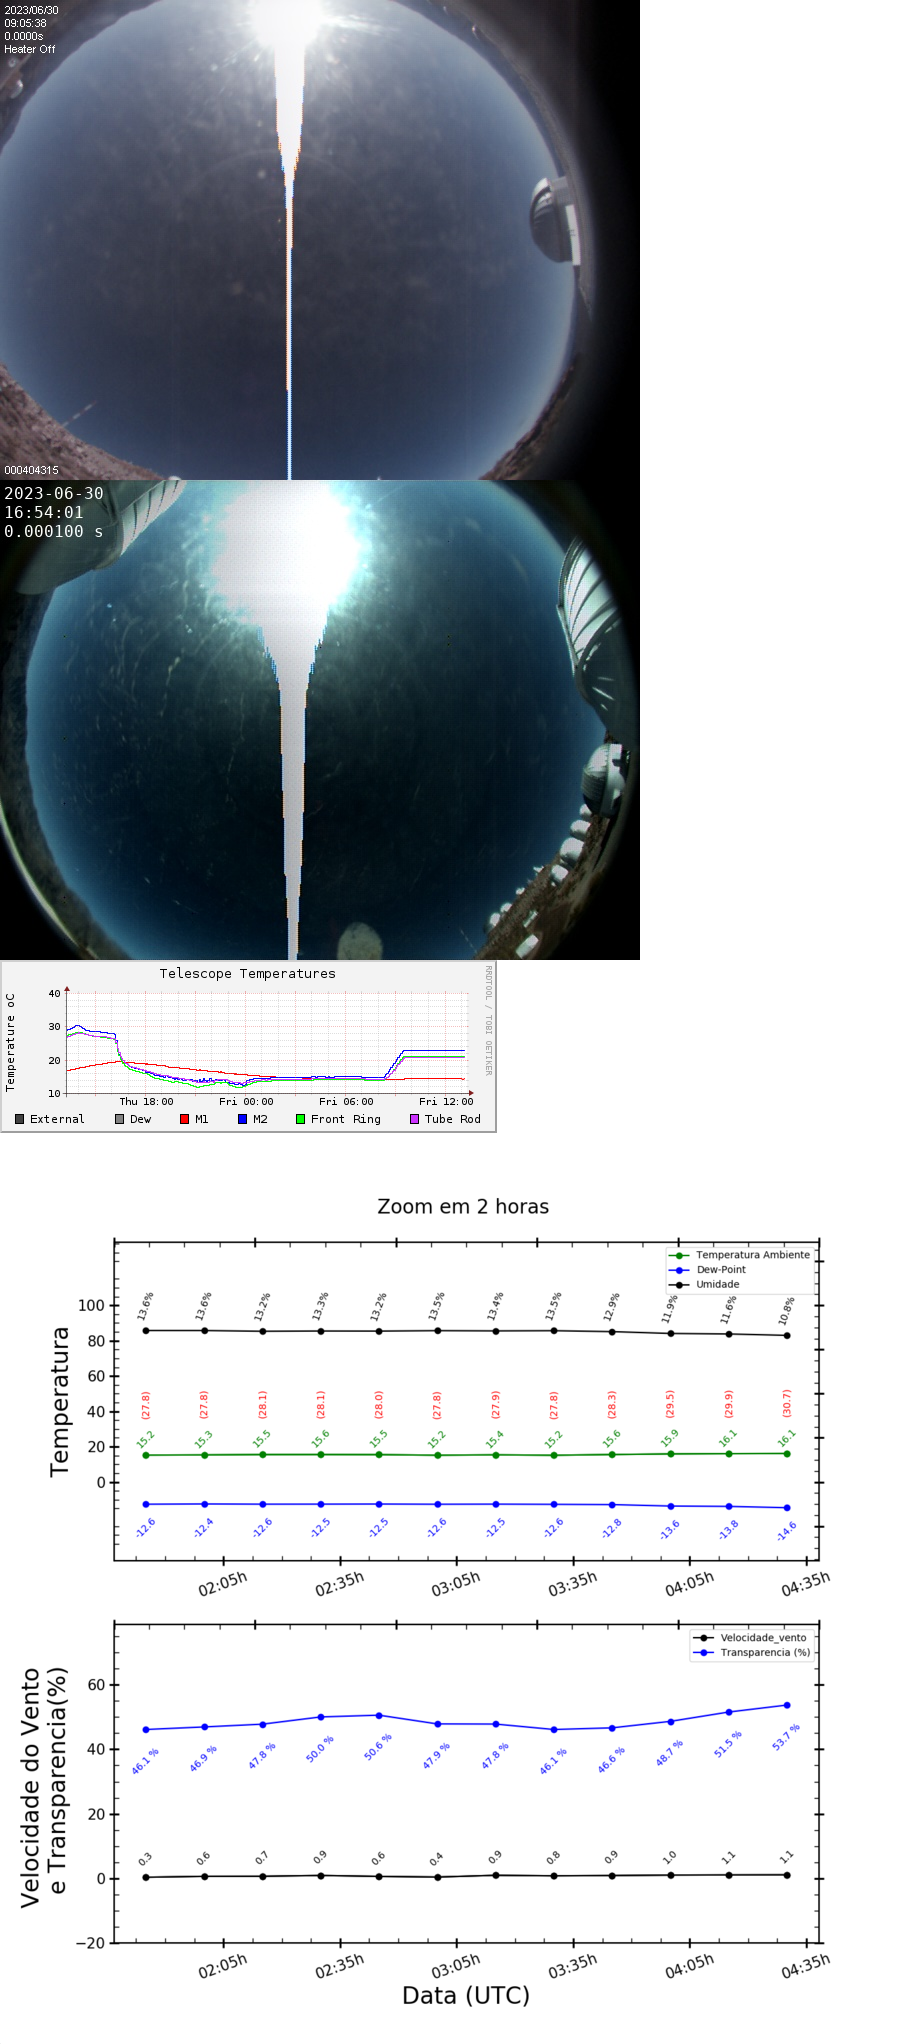 2023/06/30
09:05:38
0.0000s
Heater Off
000404315
2023-06-30
16:54:01
0.000100 s
Telescope Temperatures
RRDTOOL / TOBI OETIKER
Temperature oC
40
30
20
10
Thu 18:00 Fri 00:00 Fri 06:00 Fri 12:00
External Dew M1 M2 Front Ring Tube Rod
Zoom em 2 horas
Temperatura Ambiente
Dew-Point
Umidade
Temperatura
100
80
60
40
20
0
13.6% 13.6% 13.2% 13.3% 13.2% 13.5% 13.4% 13.5% 12.9% 11.9% 11.6% 10.8%
(27.8) (27.8) (28.1) (28.1) (28.0) (27.8) (27.9) (27.8) (28.3) (29.5) (29.9) (30.7)
15.2 15.3 15.5 15.6 15.5 15.2 15.4 15.2 15.6 15.9 16.1 16.1
-12.6 -12.4 -12.6 -12.5 -12.5 -12.6 -12.5 -12.6 -12.8 -13.6 -13.8 -14.6
02:05h 02:35h 03:05h 03:35h 04:05h 04:35h
Velocidade_vento
Transparencia (%)
Velocidade do Vento
e Transparencia(%)
60
40
20
0
−20
46.1 % 46.9 % 47.8 % 50.0 % 50.6 % 47.9 % 47.8 % 46.1 % 46.6 % 48.7 % 51.5 % 53.7 %
0.3 0.6 0.7 0.9 0.6 0.4 0.9 0.8 0.9 1.0 1.1 1.1
02:05h 02:35h 03:05h 03:35h 04:05h 04:35h
Data (UTC)